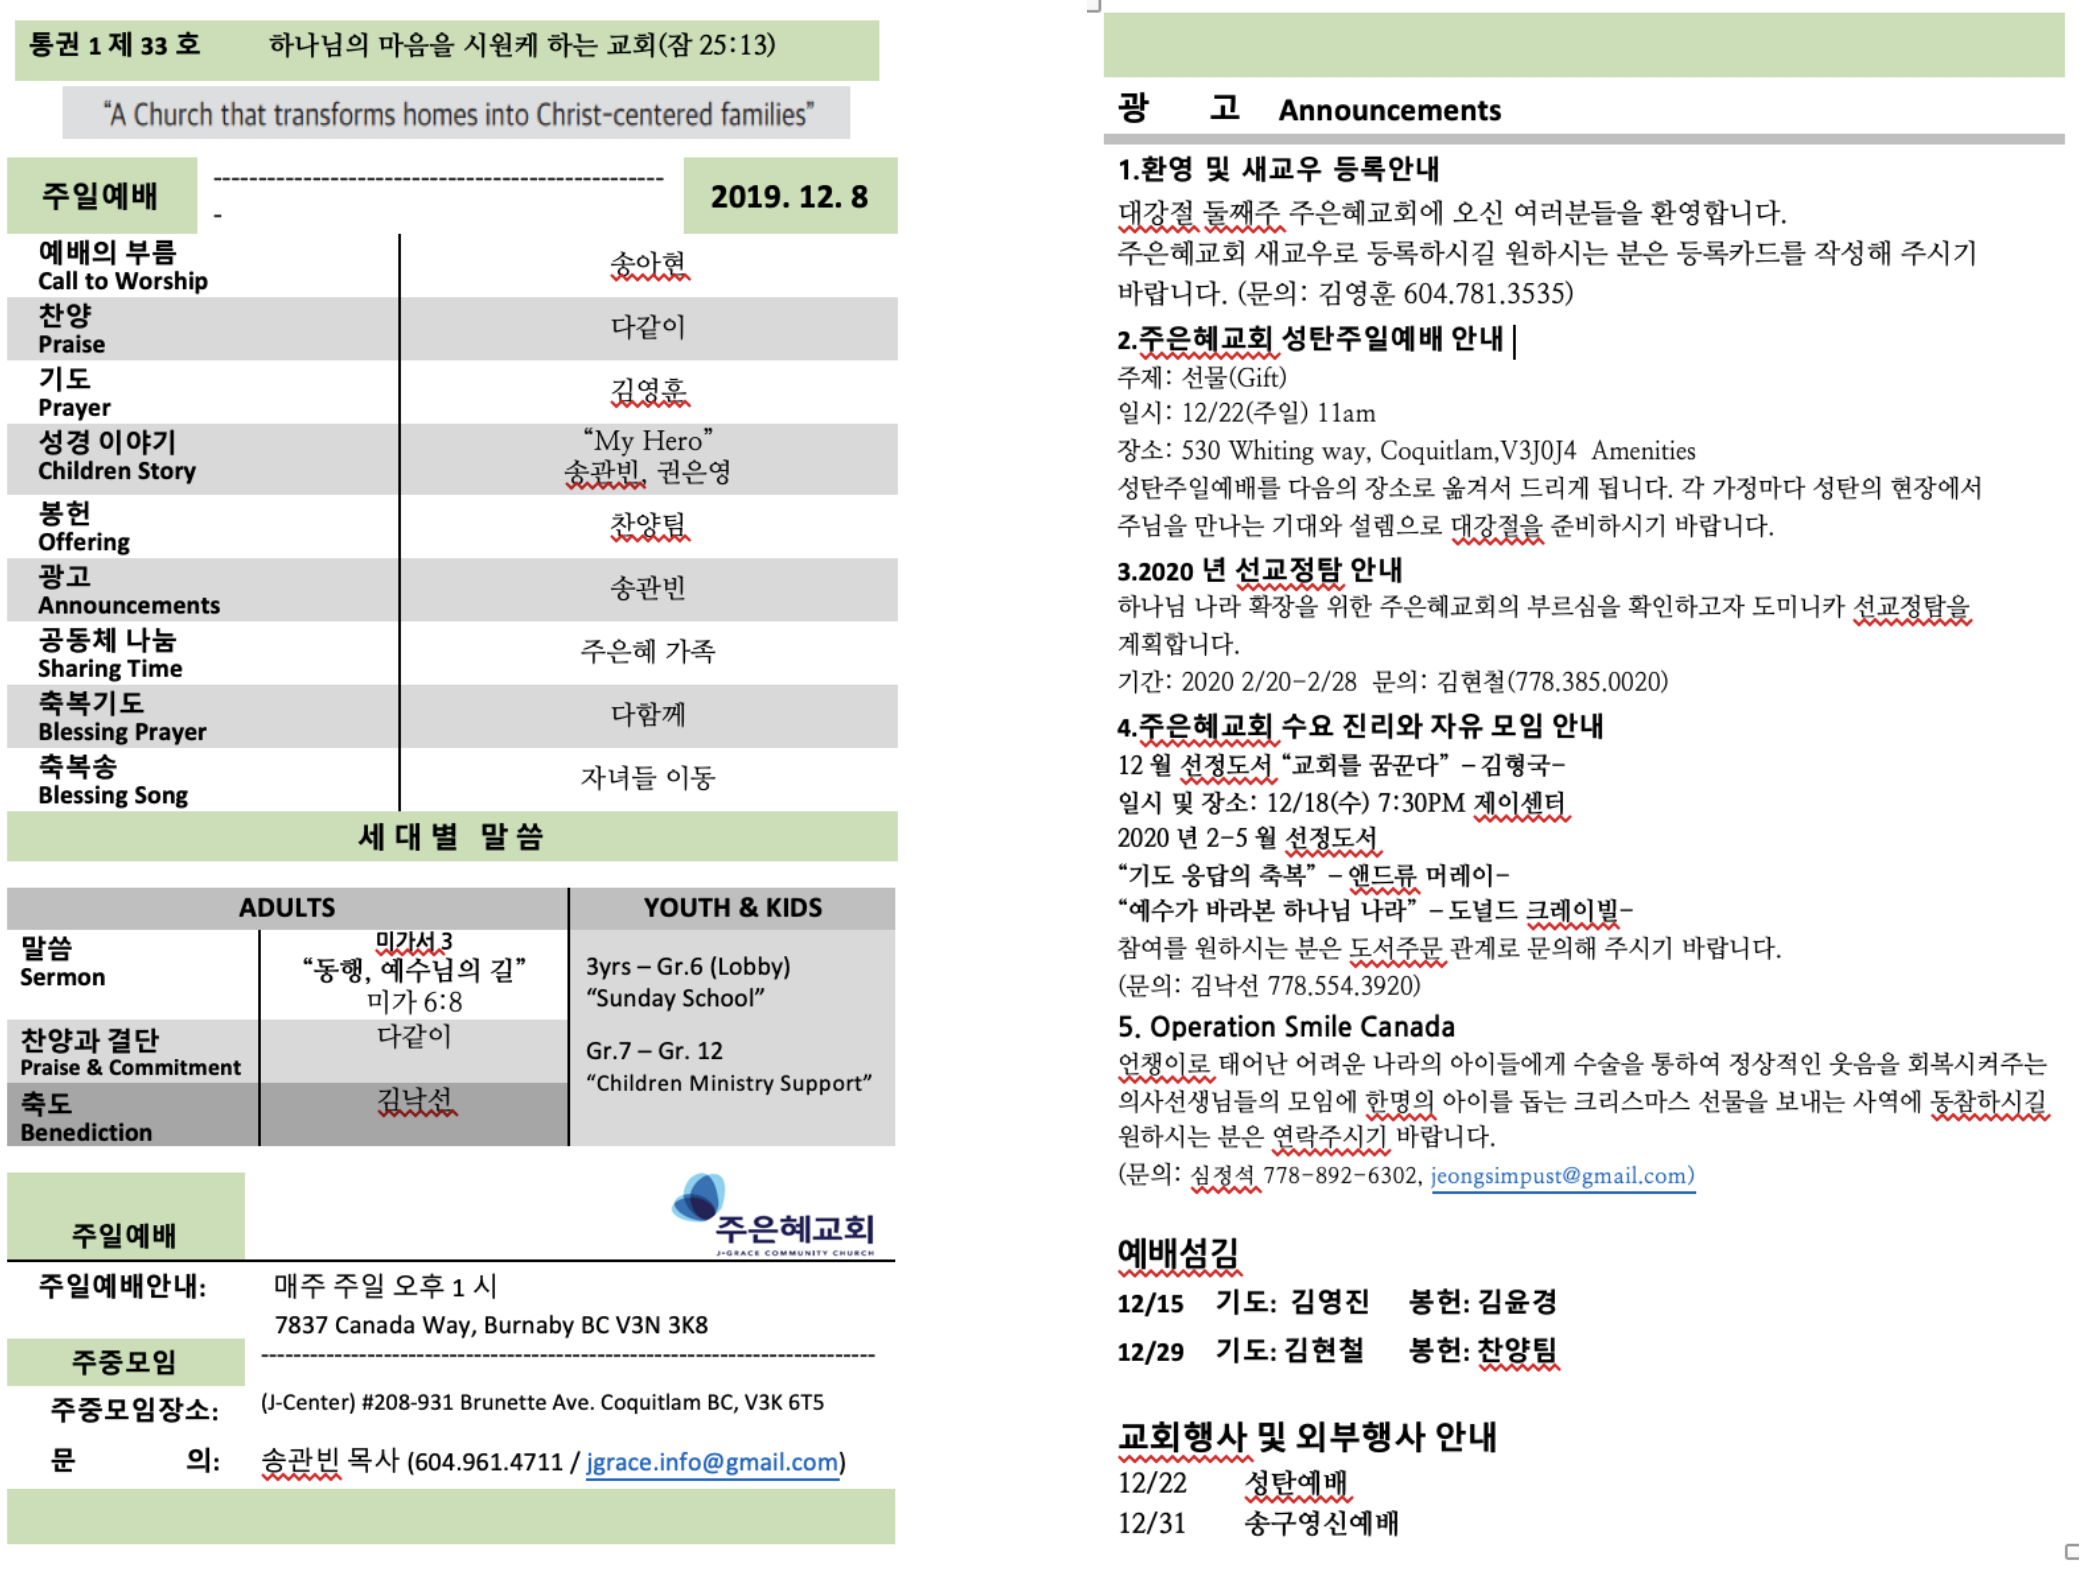 통권 1 제 33 호 하나님의 마음을 시원케 하는 교회(잠 25:13)
“A Church that transforms homes into Christ-centered families”
주일예배 -------------------------------------------------- 2019. 12. 8
-
예배의 부름
Call to Worship
송아현
찬양
Praise
다같이
기도
Prayer
김영훈
성경 이야기
Children Story
“My Hero”
송관빈, 권은영
봉헌
Offering
찬양팀
광고
Announcements
송관빈
공동체 나눔
Sharing Time
주은혜 가족
축복기도
Blessing Prayer
다함께
축복송
Blessing Song
자녀들 이동
세대별 말씀
ADULTS
YOUTH & KIDS
말씀
Sermon
미가서 3
“동행, 예수님의 길”
미가 6:8
찬양과 결단
Praise & Commitment
다같이
축도
Benediction
김낙선
3yrs – Gr.6 (Lobby)
“Sunday School”
Gr.7 – Gr. 12
“Children Ministry Support”
주일예배
주은혜교회
J-GRACE COMMUNITY CHURCH
주일예배안내: 매주 주일 오후 1 시
7837 Canada Way, Burnaby BC V3N 3K8
주중모임 ----------------------------------------------------------------------------
주중모임장소: (J-Center) #208-931 Brunette Ave. Coquitlam BC, V3K 6T5
문 의: 송관빈 목사 (604.961.4711 / jgrace.info@gmail.com)
광 고 Announcements
1.환영 및 새교우 등록안내
대강절 둘째주 주은혜교회에 오신 여러분들을 환영합니다.
주은혜교회 새교우로 등록하시길 원하시는 분은 등록카드를 작성해 주시기
바랍니다. (문의: 김영훈 604.781.3535)
2.주은혜교회 성탄주일예배 안내
주제: 선물(Gift)
일시: 12/22(주일) 11am
장소: 530 Whiting way, Coquitlam,V3J0J4 Amenities
성탄주일예배를 다음의 장소로 옮겨서 드리게 됩니다. 각 가정마다 성탄의 현장에서
주님을 만나는 기대와 설렘으로 대강절을 준비하시기 바랍니다.
3.2020 년 선교정탐 안내
하나님 나라 확장을 위한 주은혜교회의 부르심을 확인하고자 도미니카 선교정탐을
계획합니다.
기간: 2020 2/20-2/28 문의: 김현철(778.385.0020)
4.주은혜교회 수요 진리와 자유 모임 안내
12 월 선정도서 “교회를 꿈꾼다” –김형국-
일시 및 장소: 12/18(수) 7:30PM 제이센터
2020 년 2-5 월 선정도서
“기도 응답의 축복” –앤드류 머레이-
“예수가 바라본 하나님 나라” –도널드 크레이빌-
참여를 원하시는 분은 도서주문 관계로 문의해 주시기 바랍니다.
(문의: 김낙선 778.554.3920)
5. Operation Smile Canada
언챙이로 태어난 어려운 나라의 아이들에게 수술을 통하여 정상적인 웃음을 회복시켜주는
의사선생님들의 모임에 한명의 아이를 돕는 크리스마스 선물을 보내는 사역에 동참하시길
원하시는 분은 연락주시기 바랍니다.
(문의: 심정석 778-892-6302, jeongsimpust@gmail.com)
예배섬김
12/15 기도: 김영진 봉헌: 김윤경
12/29 기도: 김현철 봉헌: 찬양팀
교회행사 및 외부행사 안내
12/22 성탄예배
12/31 송구영신예배